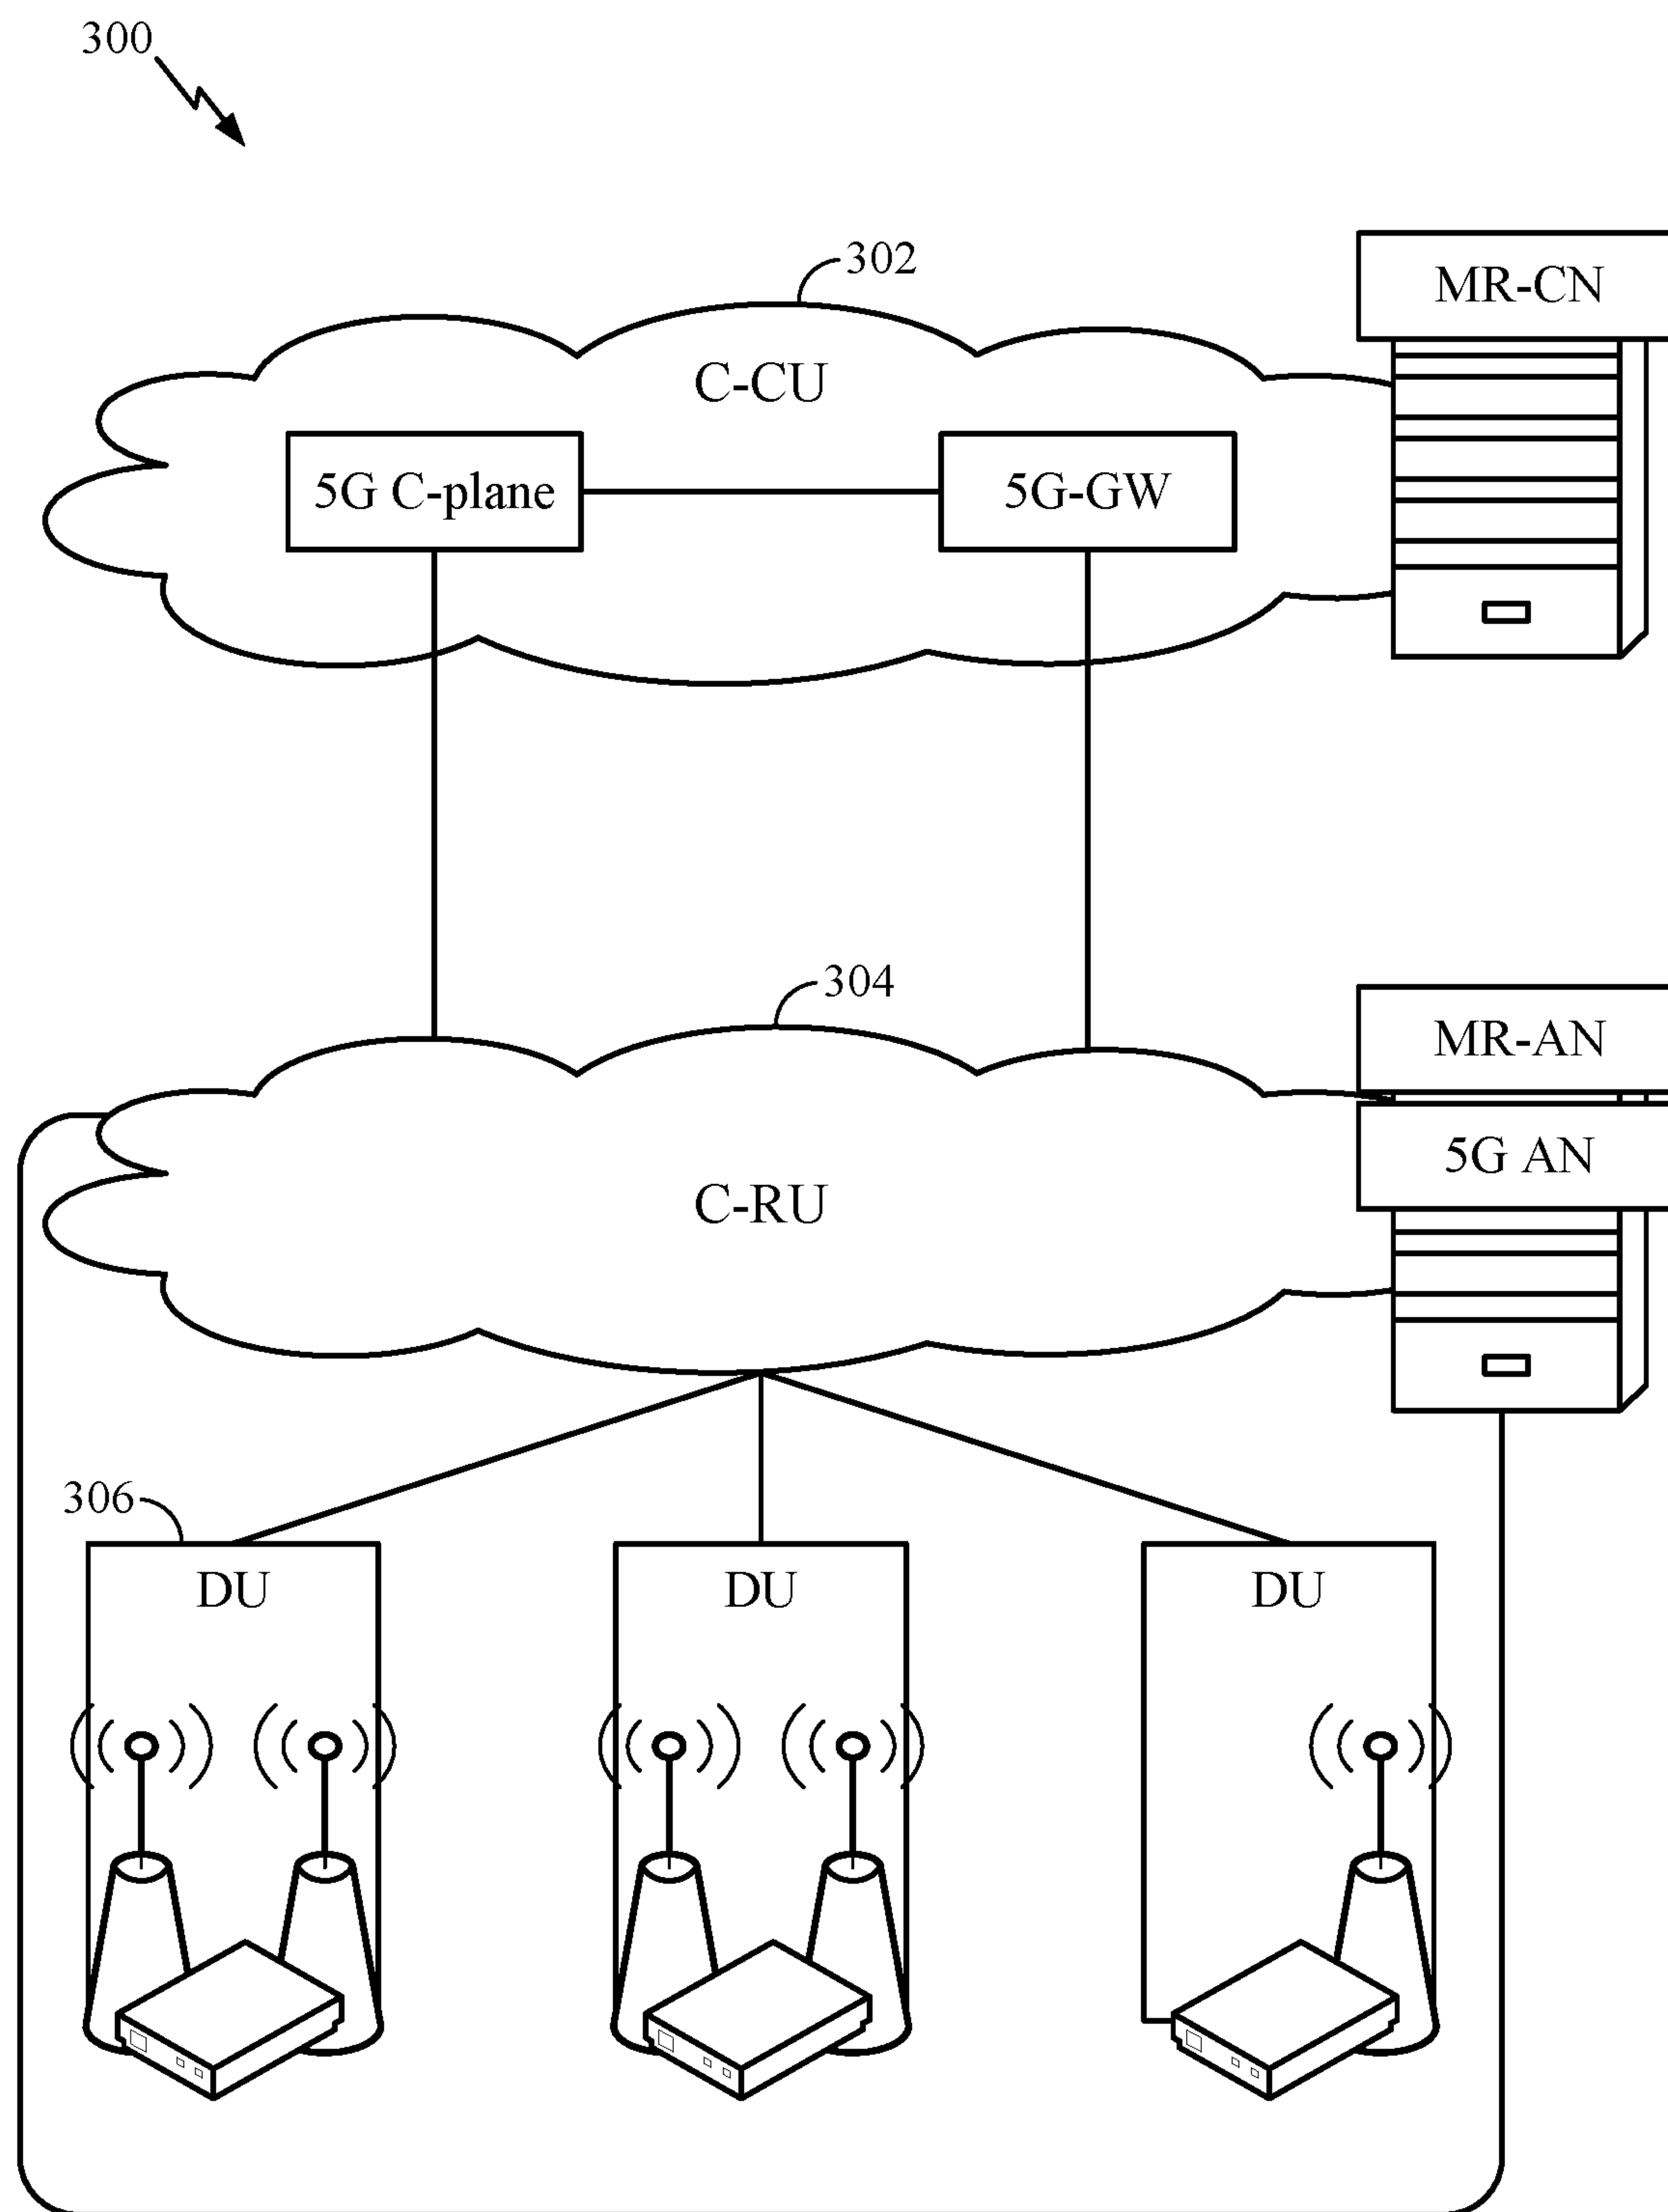 300
302
MR-CN
C-CU
5G C-plane
5G-GW
304
MR-AN
5G AN
C-RU
306
DU
DU
DU